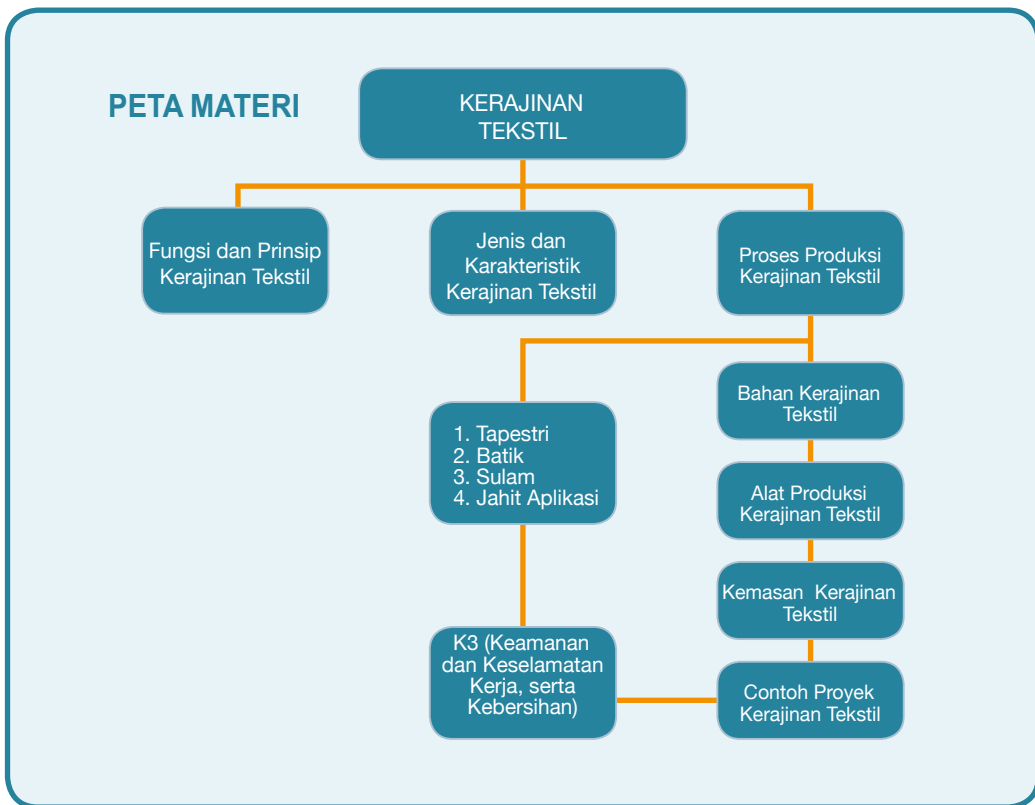 PETA MATERI
KERAJINAN
TEKSTIL
Fungsi dan Prinsip
Kerajinan Tekstil
Jenis dan
Karakteristik
Kerajinan Tekstil
Proses Produksi
Kerajinan Tekstil
1. Tapestri
2. Batik
3. Sulam
4. Jahit Aplikasi
Bahan Kerajinan
Tekstil
Alat Produksi
Kerajinan Tekstil
Kemasan Kerajinan
Tekstil
K3 (Keamanan
dan Keselamatan
Kerja, serta
Kebersihan)
Contoh Proyek
Kerajinan Tekstil